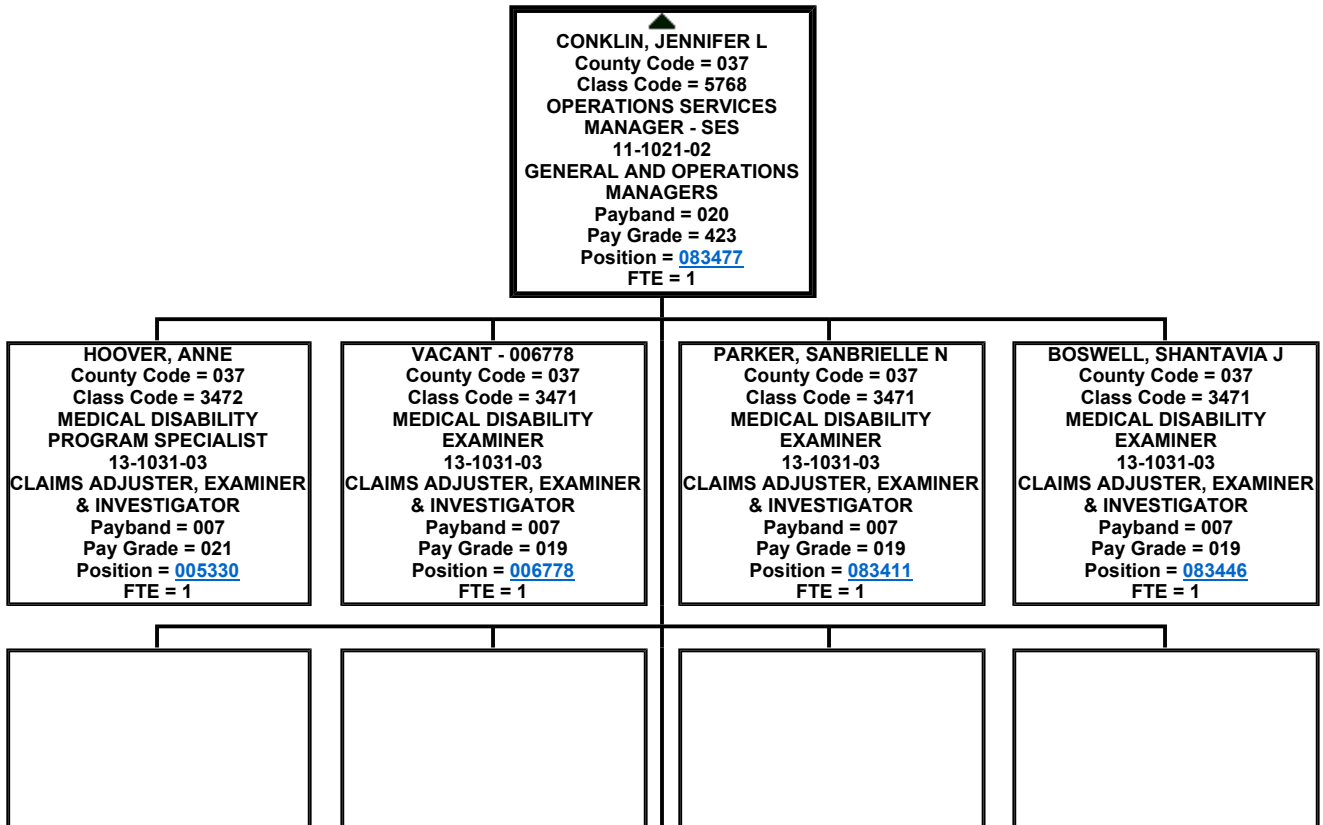 CONKLIN, JENNIFER L
County Code = 037
Class Code = 5768
OPERATIONS SERVICES
MANAGER - SES
11-1021-02
GENERAL AND OPERATIONS
MANAGERS
Payband = 020
Pay Grade = 423
Position = 083477
FTE = 1
HOOVER, ANNE
County Code = 037
Class Code = 3472
MEDICAL DISABILITY
PROGRAM SPECIALIST
13-1031-03
CLAIMS ADJUSTER, EXAMINER
& INVESTIGATOR
Payband = 007
Pay Grade = 021
Position = 005330
FTE = 1
VACANT - 006778
County Code = 037
Class Code = 3471
MEDICAL DISABILITY
EXAMINER
13-1031-03
CLAIMS ADJUSTER, EXAMINER
& INVESTIGATOR
Payband = 007
Pay Grade = 019
Position = 006778
FTE = 1
PARKER, SANBRIELLE N
County Code = 037
Class Code = 3471
MEDICAL DISABILITY
EXAMINER
13-1031-03
CLAIMS ADJUSTER, EXAMINER
& INVESTIGATOR
Payband = 007
Pay Grade = 019
Position = 083411
FTE = 1
BOSWELL, SHANTAVIA J
County Code = 037
Class Code = 3471
MEDICAL DISABILITY
EXAMINER
13-1031-03
CLAIMS ADJUSTER, EXAMINER
& INVESTIGATOR
Payband = 007
Pay Grade = 019
Position = 083446
FTE = 1